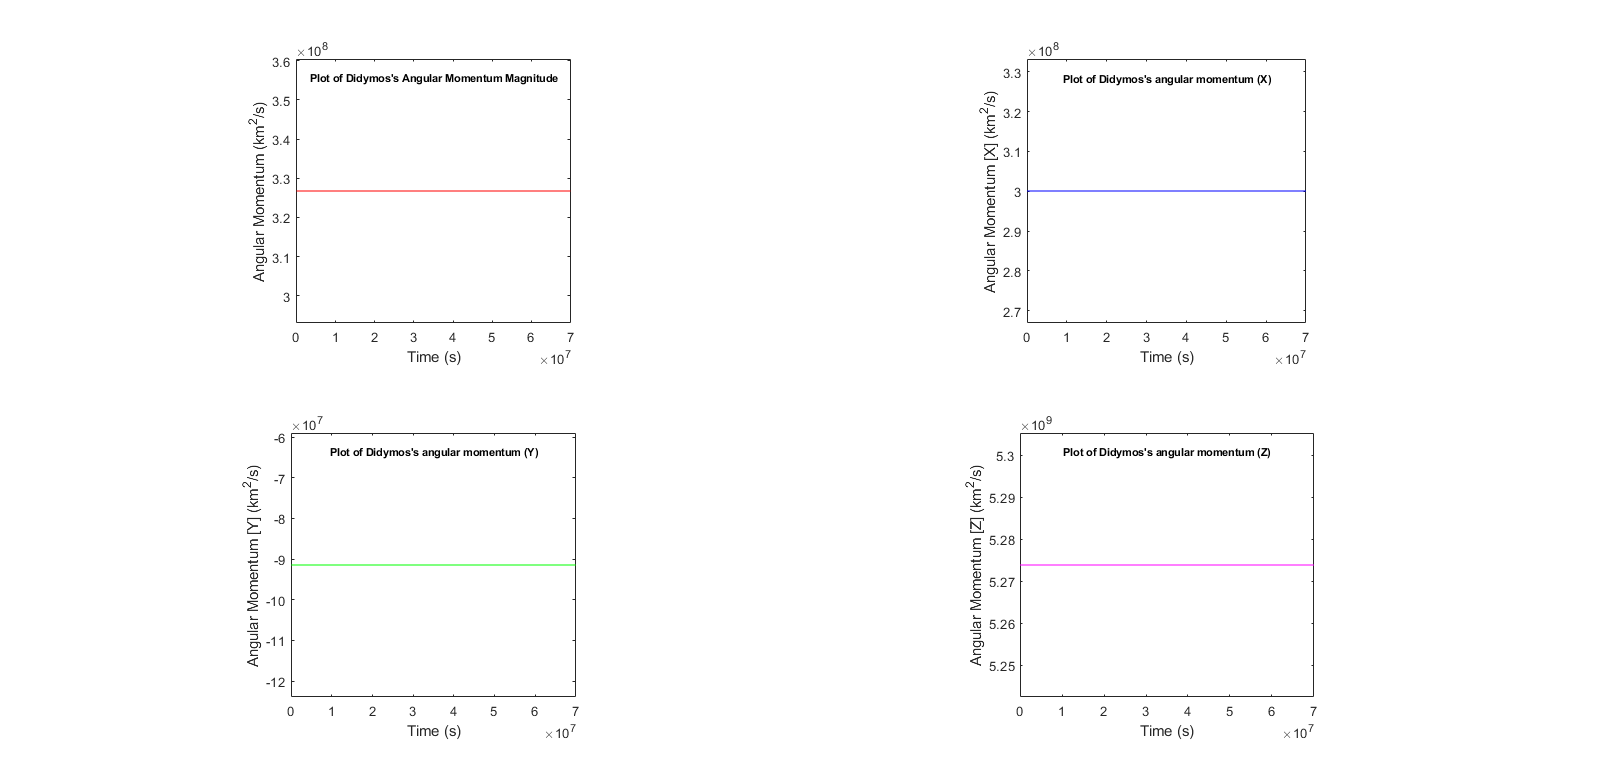 ×10^8
Plot of Didymos's Angular Momentum Magnitude
Angular Momentum (km^2/s)
3.6
3.5
3.4
3.3
3.2
3.1
3
0 1 2 3 4 5 6 7
Time (s)
×10^7
×10^8
Plot of Didymos's angular momentum (X)
Angular Momentum [X] (km^2/s)
3.3
3.2
3.1
3
2.9
2.8
2.7
0 1 2 3 4 5 6 7
Time (s)
×10^7
×10^7
Plot of Didymos's angular momentum (Y)
Angular Momentum [Y] (km^2/s)
-6
-7
-8
-9
-10
-11
-12
0 1 2 3 4 5 6 7
Time (s)
×10^7
×10^9
Plot of Didymos's angular momentum (Z)
Angular Momentum [Z] (km^2/s)
5.3
5.29
5.28
5.27
5.26
5.25
0 1 2 3 4 5 6 7
Time (s)
×10^7